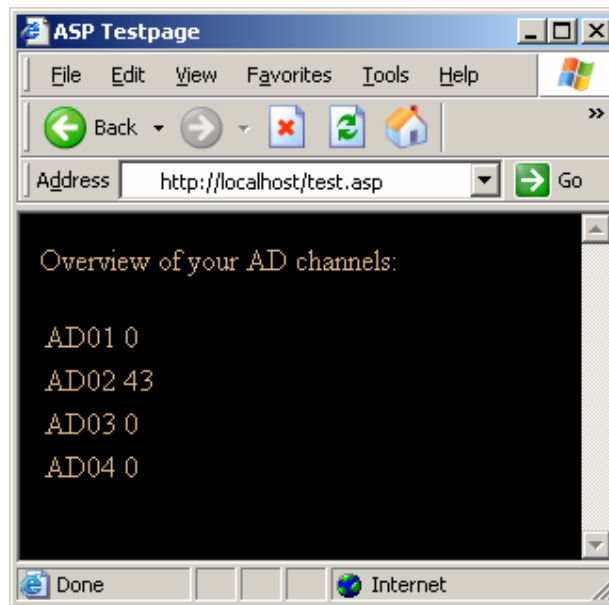 ASP Testpage
File Edit View Favorites Tools Help
Back
Address http://localhost/test.asp Go
Overview of your AD channels:
AD01 0
AD02 43
AD03 0
AD04 0
Done Internet